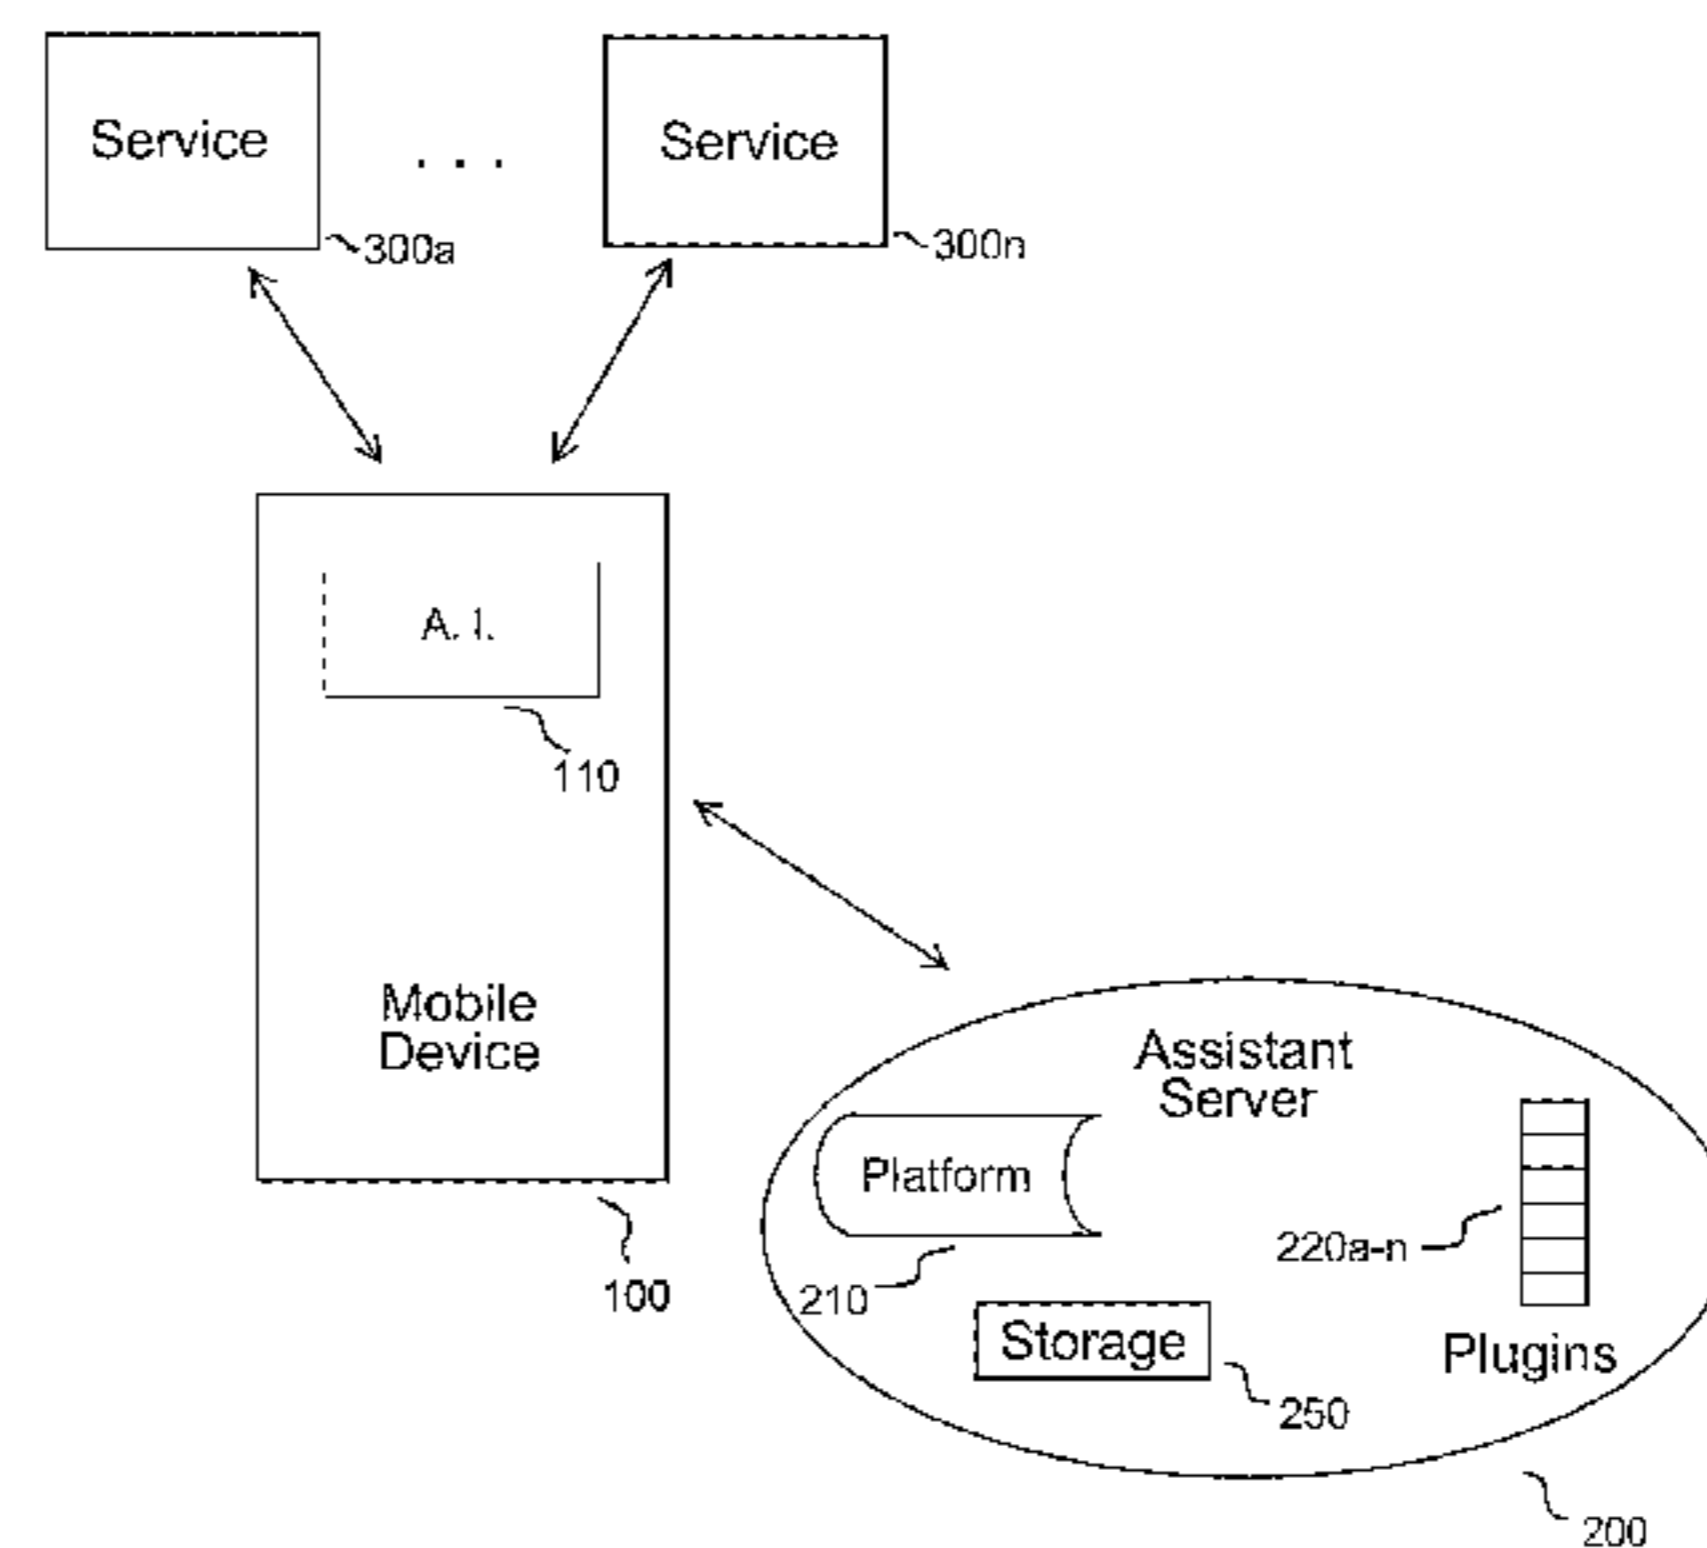 Service
. . .
Service
300a
300n
A. I.
110
Mobile
Device
100
Assistant
Server
Platform
210
220a-n
Storage
250
Plugins
200